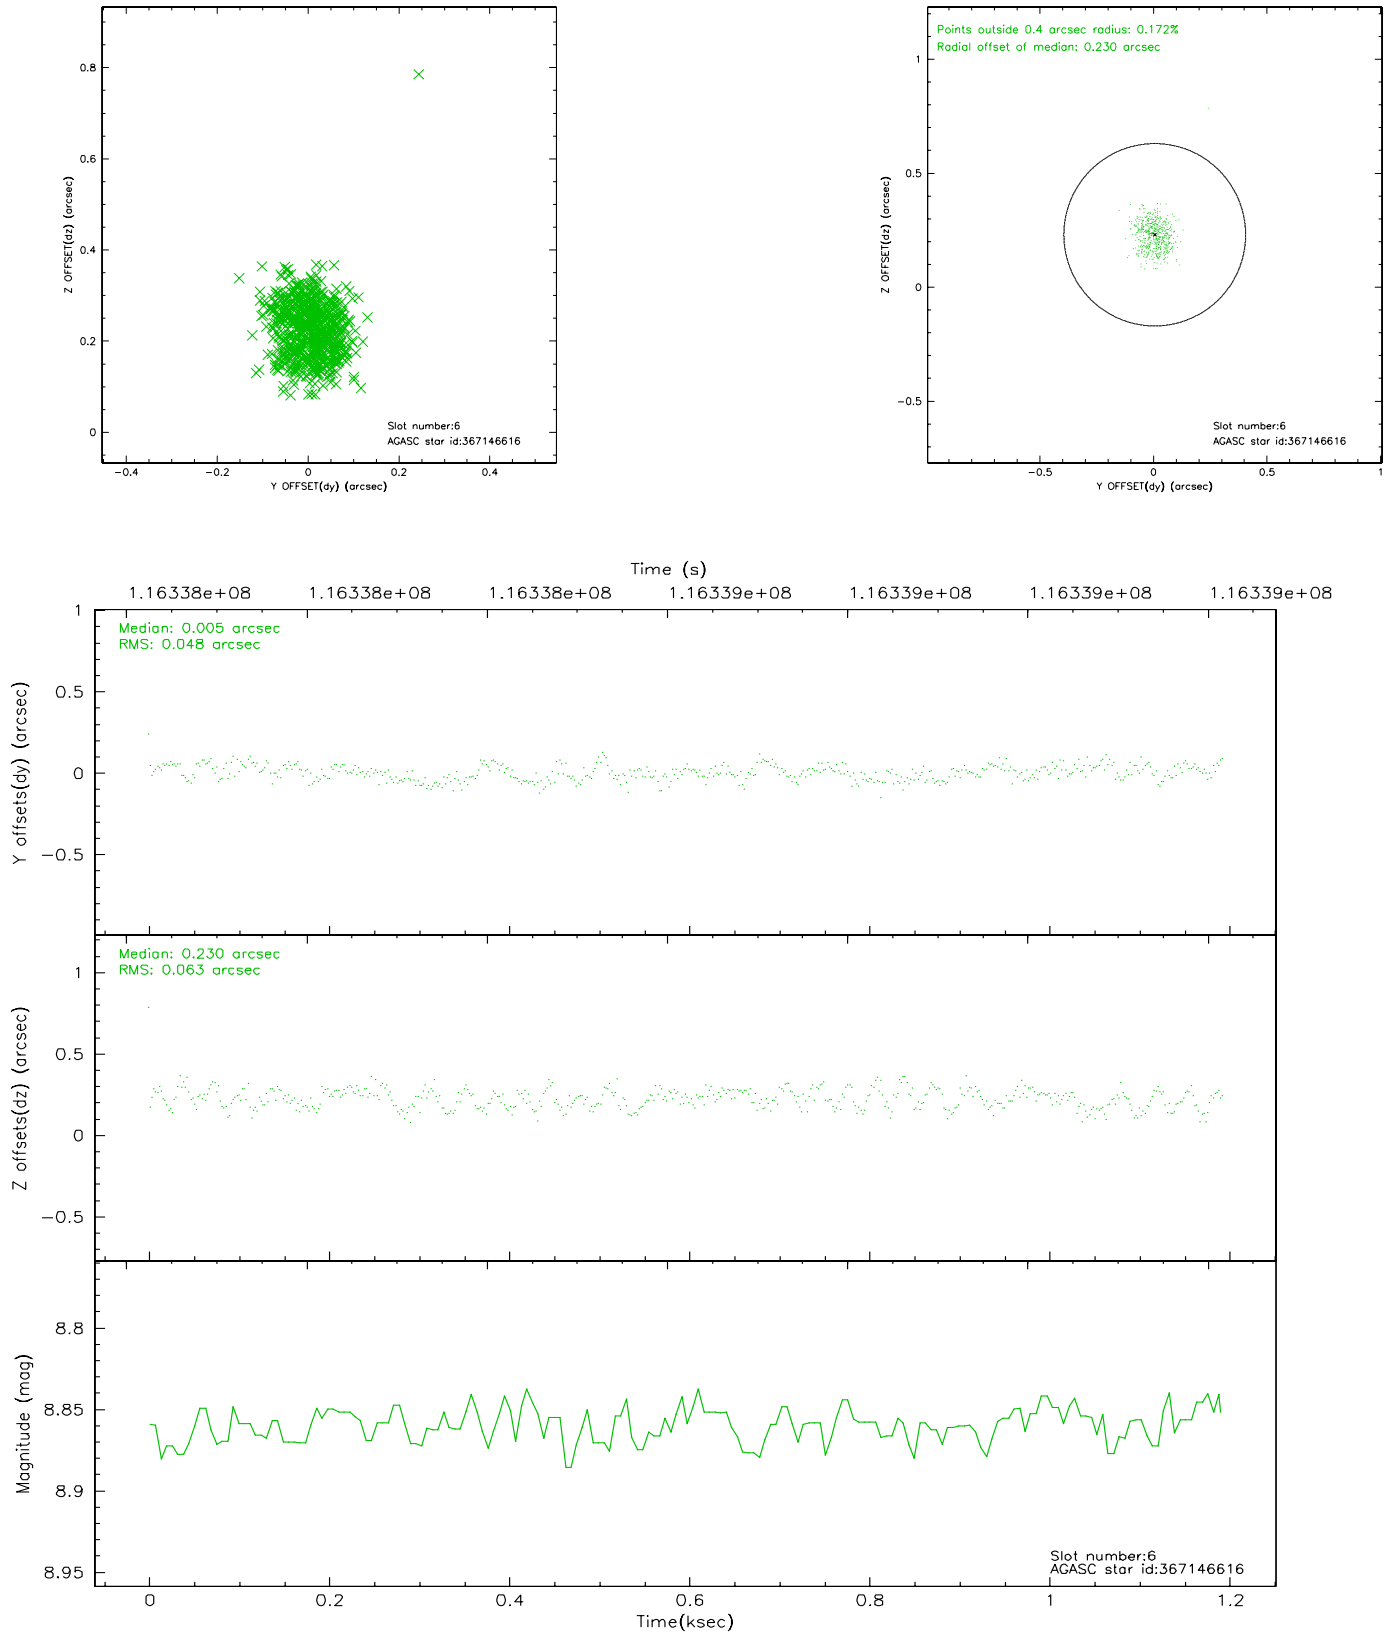 0.8
0.6
0.4
0.2
0
Z OFFSET(dz) (arcsec)
Slot number:6
AGASC star id:367146616
−0.4 −0.2 0 0.2 0.4
Y OFFSET(dy) (arcsec)
Points outside 0.4 arcsec radius: 0.172%
Radial offset of median: 0.230 arcsec
1
0.5
0
−0.5
Z OFFSET(dz) (arcsec)
Slot number:6
AGASC star id:367146616
−0.5 0 0.5 1
Y OFFSET(dy) (arcsec)
Time (s)
1.16338e+08 1.16338e+08 1.16338e+08 1.16339e+08 1.16339e+08 1.16339e+08 1.16339e+08
Median: 0.005 arcsec
RMS: 0.048 arcsec
1
0.5
0
−0.5
Y offsets(dy) (arcsec)
Median: 0.230 arcsec
RMS: 0.063 arcsec
1
0.5
0
−0.5
Z offsets(dz) (arcsec)
8.8
8.85
8.9
8.95
Magnitude (mag)
Slot number:6
AGASC star id:367146616
0 0.2 0.4 0.6 0.8 1 1.2
Time(ksec)